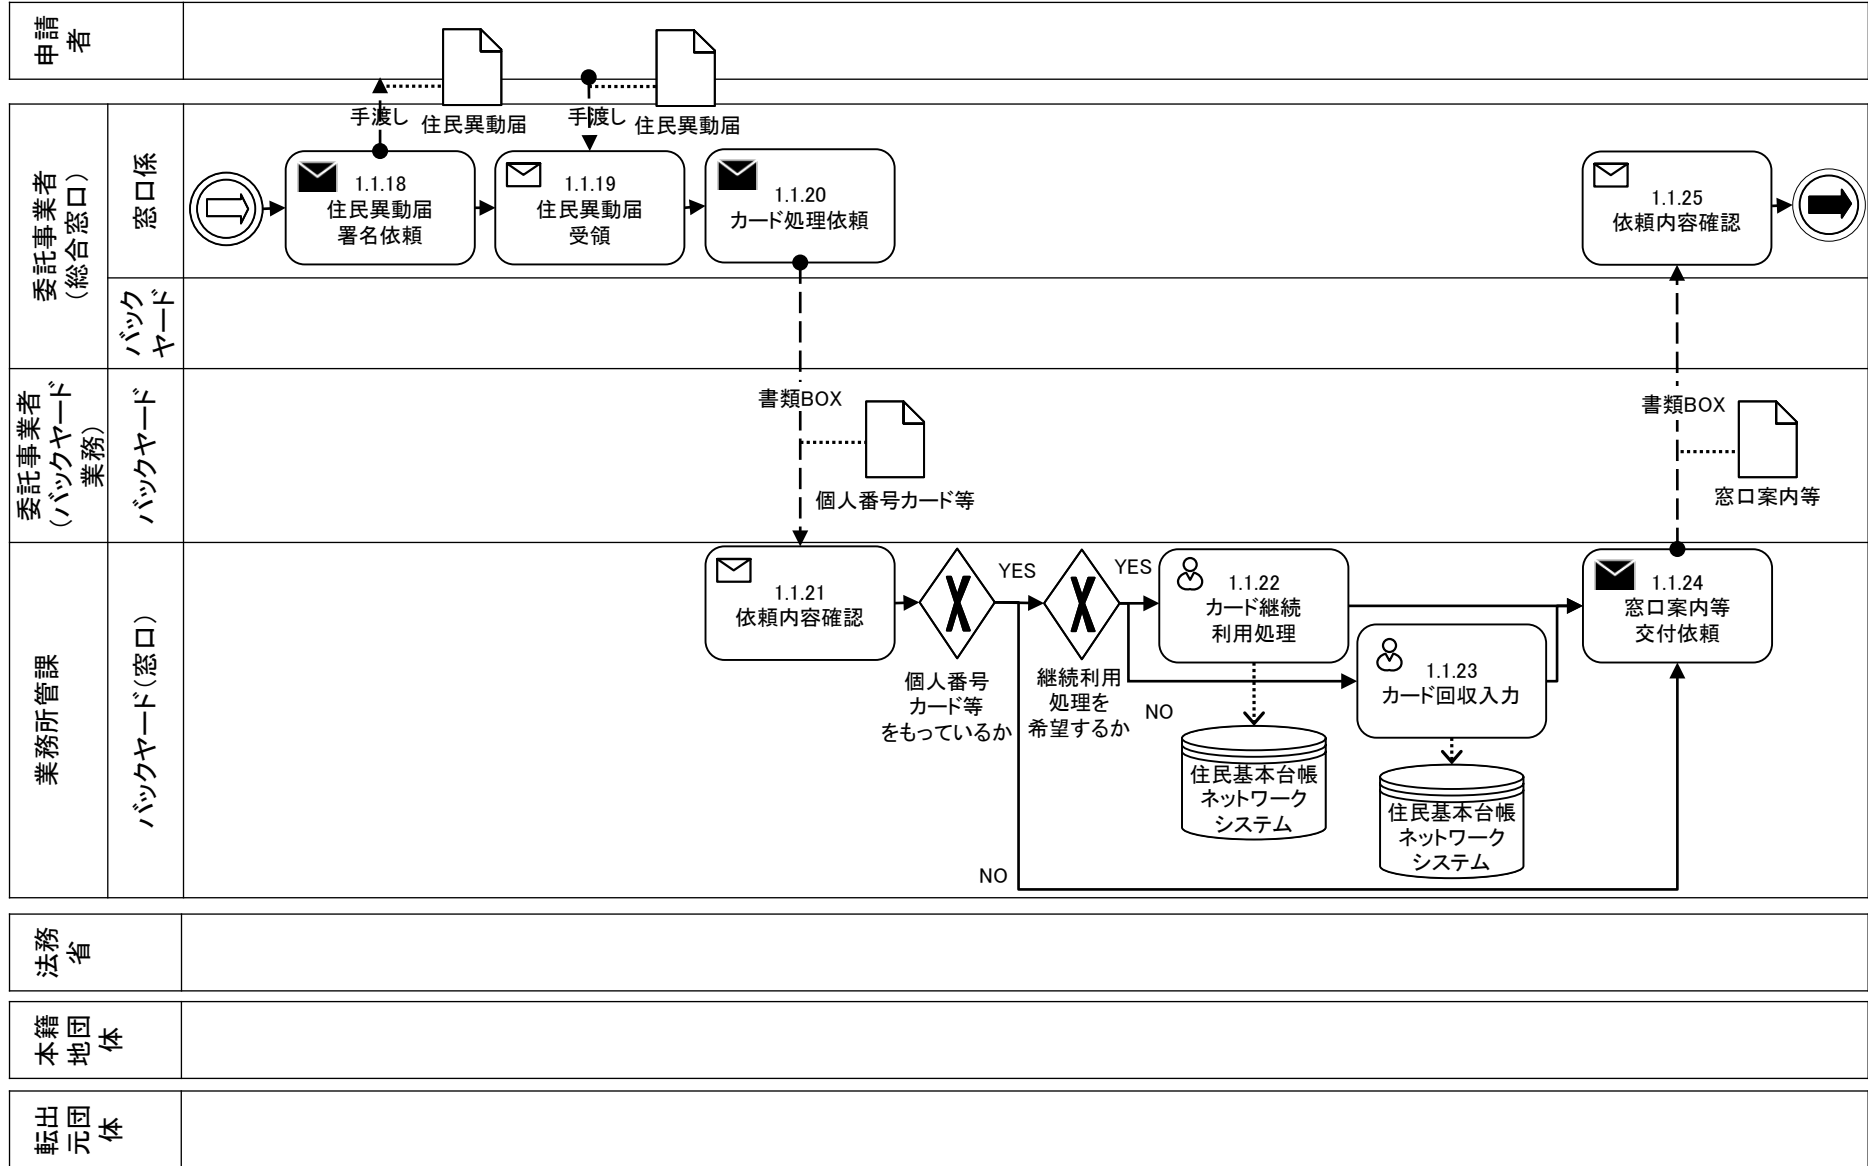 申請
者
住民異動届
住民異動届
手渡し
手渡し
委託事業者
(総合窓口)
窓口係
1.1.18
住民異動届
署名依頼
1.1.19
住民異動届
受領
1.1.20
カード処理依頼
1.1.25
依頼内容確認
バック
ヤード
委託事業者
(バックヤード
業務)
バックヤード
書類BOX
個人番号カード等
書類BOX
窓口案内等
業務所管課
バックヤード(窓口)
1.1.21
依頼内容確認
個人番号
カード等
をもっているか
YES
NO
継続利用
処理を
希望するか
YES
NO
1.1.22
カード継続
利用処理
住民基本台帳
ネットワーク
システム
1.1.23
カード回収入力
住民基本台帳
ネットワーク
システム
1.1.24
窓口案内等
交付依頼
法務
省
本籍
地団
体
転出
元団
体